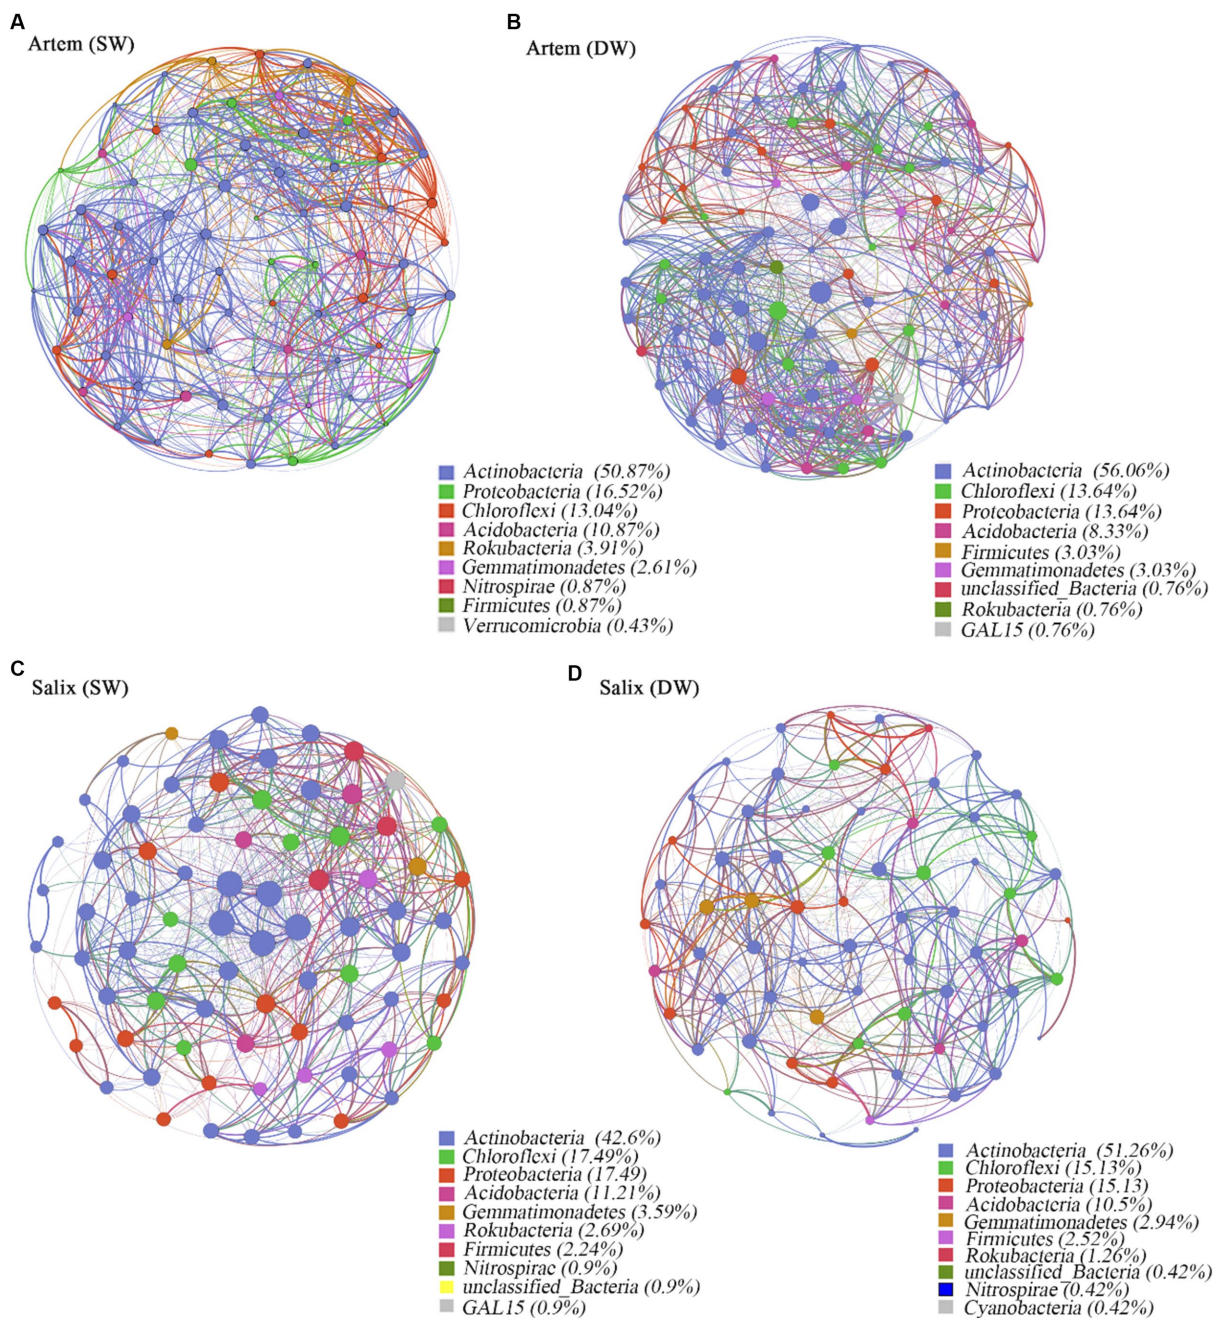 A
Artem (SW)
B
Artem (DW)
Actinobacteria (50.87%)
Proteobacteria (16.52%)
Chloroflexi (13.04%)
Acidobacteria (10.87%)
Rokubacteria (3.91%)
Gemmatimonadetes (2.61%)
Nitrospirae (0.87%)
Firmicutes (0.87%)
Verrucomicrobia (0.43%)
Actinobacteria (56.06%)
Chloroflexi (13.64%)
Proteobacteria (13.64%)
Acidobacteria (8.33%)
Firmicutes (3.03%)
Gemmatimonadetes (3.03%)
unclassified_Bacteria (0.76%)
Rokubacteria (0.76%)
GAL15 (0.76%)
C
Salix (SW)
D
Salix (DW)
Actinobacteria (42.6%)
Chloroflexi (17.49%)
Proteobacteria (17.49)
Acidobacteria (11.21%)
Gemmatimonadetes (3.59%)
Rokubacteria (2.69%)
Firmicutes (2.24%)
Nitrospirac (0.9%)
unclassified_Bacteria (0.9%)
GAL15 (0.9%)
Actinobacteria (51.26%)
Chloroflexi (15.13%)
Proteobacteria (15.13)
Acidobacteria (10.5%)
Gemmatimonadetes (2.94%)
Firmicutes (2.52%)
Rokubacteria (1.26%)
unclassified_Bacteria (0.42%)
Nitrospirae (0.42%)
Cyanobacteria (0.42%)